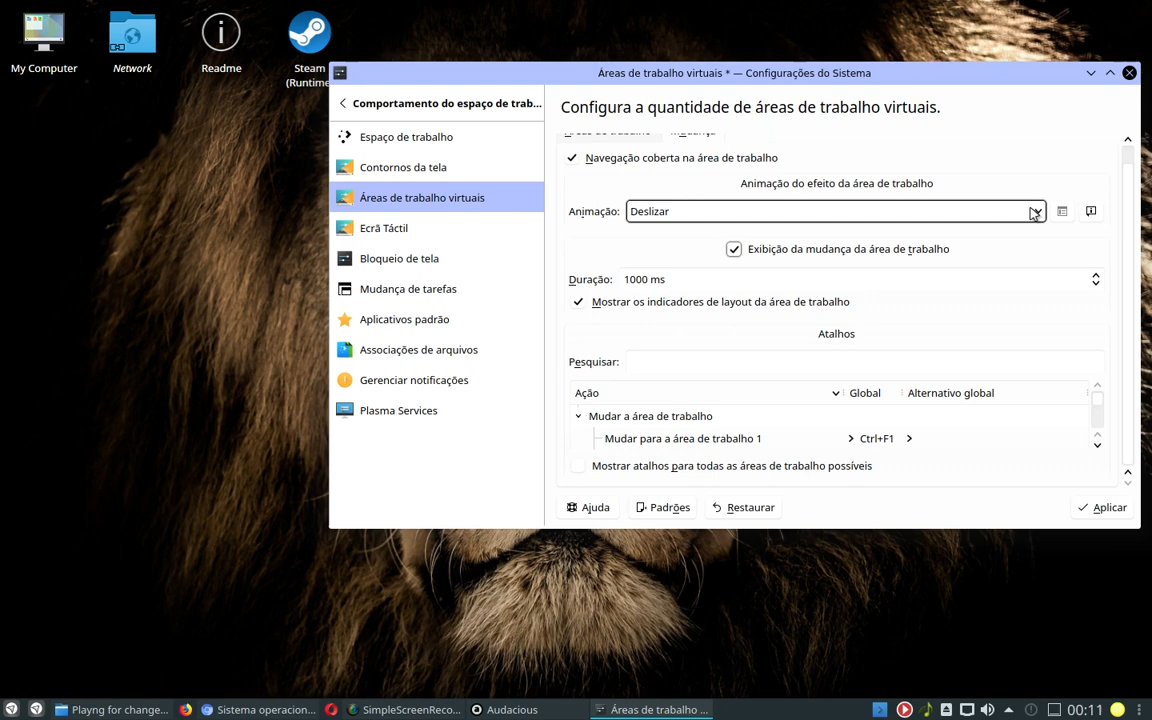 My Computer
Network
Readme
Steam
(Runtime
Áreas de trabalho virtuais * — Configurações do Sistema
Comportamento do espaço de trab...
Espaço de trabalho
Contornos da tela
Áreas de trabalho virtuais
Ecrã Táctil
Bloqueio de tela
Mudança de tarefas
Aplicativos padrão
Associações de arquivos
Gerenciar notificações
Plasma Services
Configura a quantidade de áreas de trabalho virtuais.
Navegação coberta na área de trabalho
Animação do efeito da área de trabalho
Animação: Deslizar
Exibição da mudança da área de trabalho
Duração: 1000 ms
Mostrar os indicadores de layout da área de trabalho
Atalhos
Pesquisar:
Ação Global Alternativo global
Mudar a área de trabalho
Mudar para a área de trabalho 1 Ctrl+F1
Mostrar atalhos para todas as áreas de trabalho possíveis
Ajuda Padrões Restaurar Aplicar
Playng for change... Sistema operacion... SimpleScreenReco... Audacious Áreas de trabalho ... 00:11